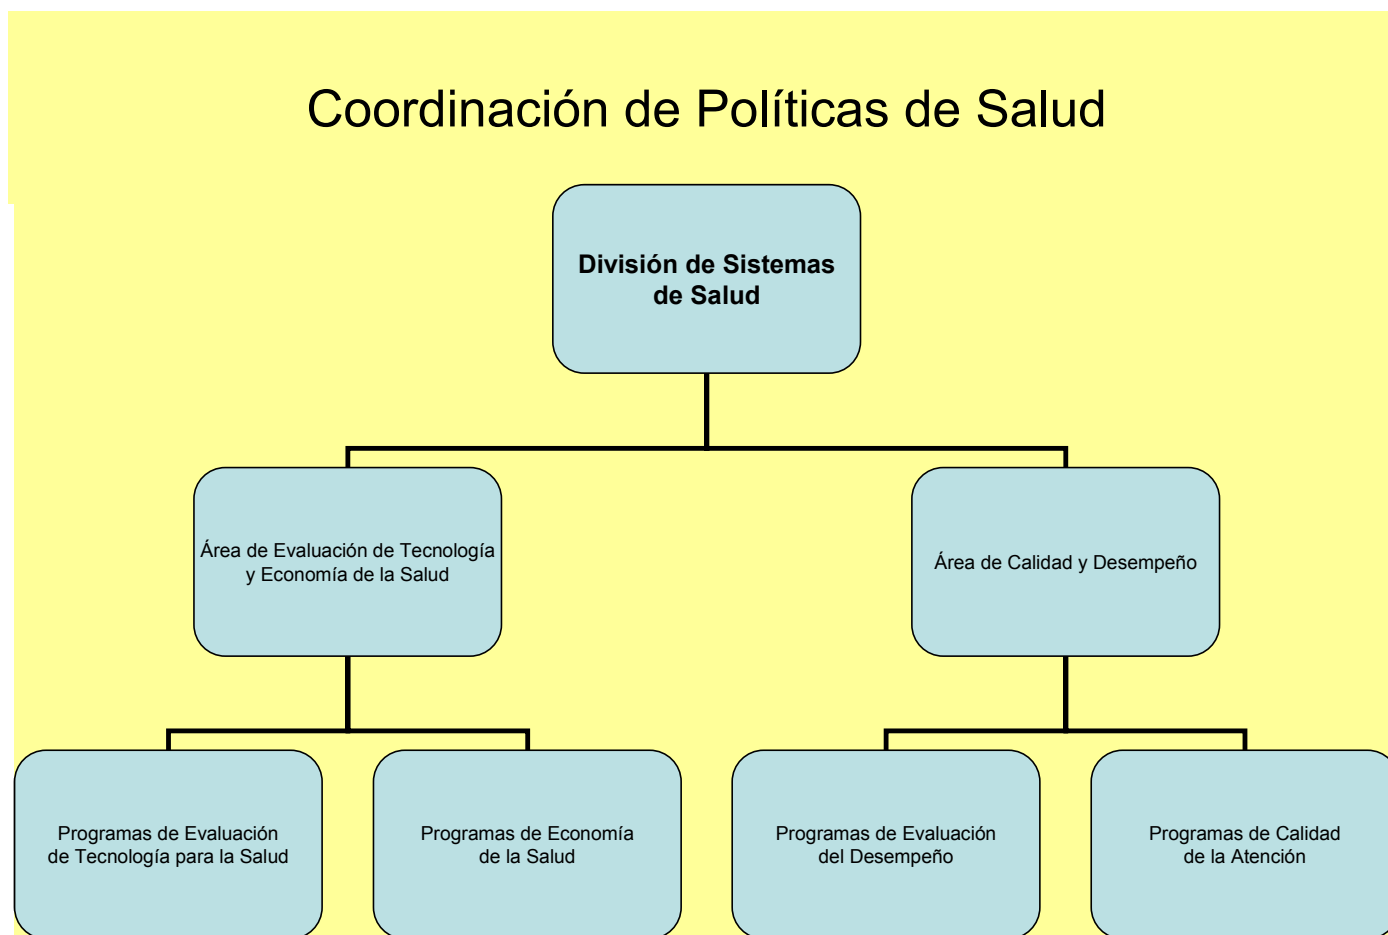 Coordinación de Políticas de Salud
División de Sistemas
de Salud
Área de Evaluación de Tecnología
y Economía de la Salud
Área de Calidad y Desempeño
Programas de Evaluación
de Tecnología para la Salud
Programas de Economía
de la Salud
Programas de Evaluación
del Desempeño
Programas de Calidad
de la Atención